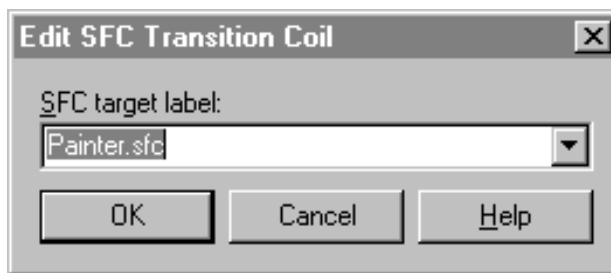 Edit SFC Transition Coil
SFC target label:
Painter.sfc
OK Cancel Help